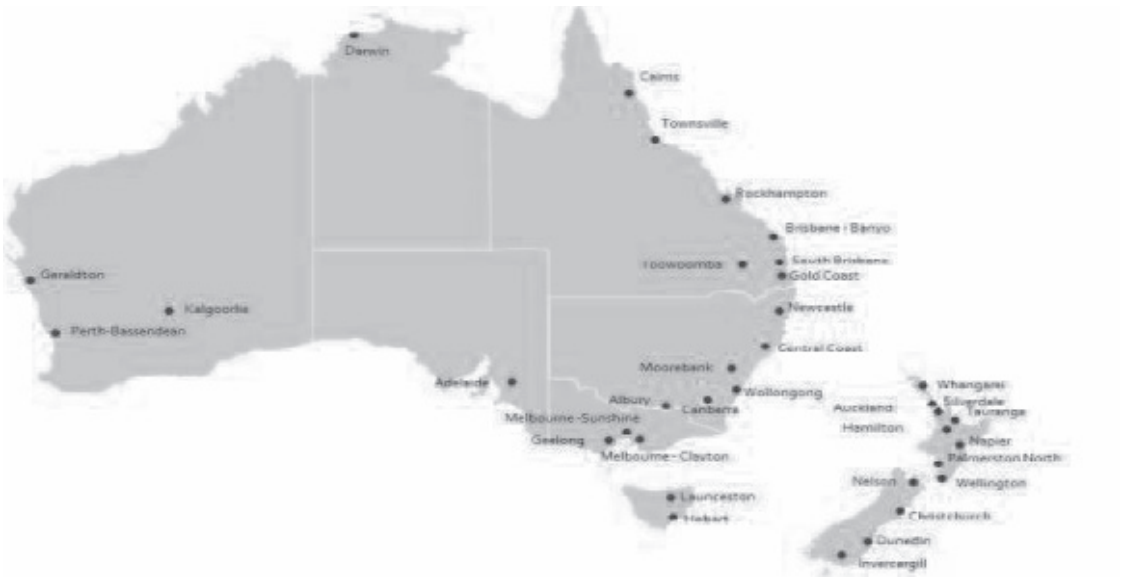 Darwin
Cairns
Townsville
Rockhampton
Brisbane - Banyo
Toowoomba
South Brisbane
Gold Coast
Geraldton
Kalgoorlie
Newcastle
Perth-Bassendean
Central Coast
Moorebank
Adelaide
Wollongong
Whangarei
Albury
Canberra
Silverdale
Auckland
Tauranga
Melbourne -Sunshine
Hamilton
Geelong
Napier
Melbourne - Clayton
Palmerston North
Nelson
Wellington
Launceston
Hobart
Christchurch
Dunedin
Invercargill